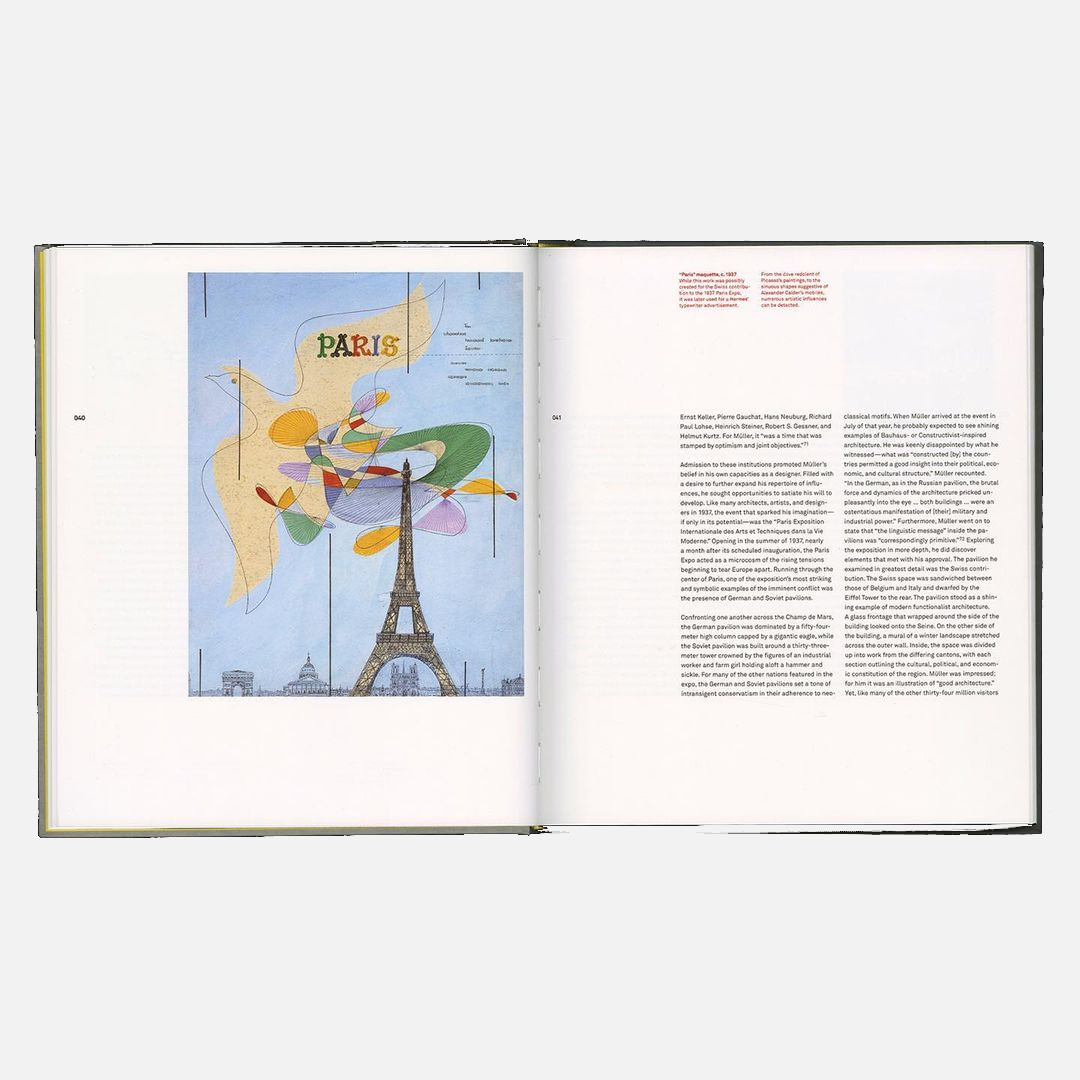 PARIS
040
041
"Paris" maquette, c. 1937
While this work was possibly
created for the Swiss contribu-
tion to the 1937 Paris Expo,
it was later used for a Hermes
typewriter advertisement.
From the dove redolent of
Picasso's paintings, to the
sinuous shapes suggestive of
Alexander Calder's mobiles,
numerous artistic influences
can be detected.
Ernst Keller, Pierre Gauchat, Hans Neuburg, Richard
Paul Lohse, Heinrich Steiner, Robert S. Gessner, and
Helmut Kurtz. For Müller, it "was a time that was
stamped by optimism and joint objectives."71
Admission to these institutions promoted Müller's
belief in his own capacities as a designer. Filled with
a desire to further expand his repertoire of influ-
ences, he sought opportunities to satiate his will to
develop. Like many architects, artists, and design-
ers in 1937, the event that sparked his imagination—
if only in its potential—was the "Paris Exposition
Internationale des Arts et Techniques dans la Vie
Moderne." Opening in the summer of 1937, nearly
a month after its scheduled inauguration, the Paris
Expo acted as a microcosm of the rising tensions
beginning to tear Europe apart. Running through the
center of Paris, one of the exposition's most striking
and symbolic examples of the imminent conflict was
the presence of German and Soviet pavilions.
Confronting one another across the Champ de Mars,
the German pavilion was dominated by a fifty-four-
meter high column capped by a gigantic eagle, while
the Soviet pavilion was built around a thirty-three-
meter tower crowned by the figures of an industrial
worker and farm girl holding aloft a hammer and
sickle. For many of the other nations featured in the
expo, the German and Soviet pavilions set a tone of
intransigent conservatism in their adherence to neo-
classical motifs. When Müller arrived at the event in
July of that year, he probably expected to see shining
examples of Bauhaus- or Constructivist-inspired
architecture. He was keenly disappointed by what he
witnessed—what was "constructed [by] the coun-
tries permitted a good insight into their political, eco-
nomic, and cultural structure," Müller recounted.
"In the German, as in the Russian pavilion, the brutal
force and dynamics of the architecture pricked un-
pleasantly into the eye ... both buildings ... were an
ostentatious manifestation of [their] military and
industrial power." Furthermore, Müller went on to
state that "the linguistic message" inside the pa-
vilions was "correspondingly primitive."72 Exploring
the exposition in more depth, he did discover
elements that met with his approval. The pavilion he
examined in greatest detail was the Swiss contri-
bution. The Swiss space was sandwiched between
those of Belgium and Italy and dwarfed by the
Eiffel Tower to the rear. The pavilion stood as a shin-
ing example of modern functionalist architecture.
A glass frontage that wrapped around the side of the
building looked onto the Seine. On the other side of
the building, a mural of a winter landscape stretched
across the outer wall. Inside, the space was divided
up into work from the differing cantons, with each
section outlining the cultural, political, and econom-
ic constitution of the region. Müller was impressed;
for him it was an illustration of "good architecture."
Yet, like many of the other thirty-four million visitors